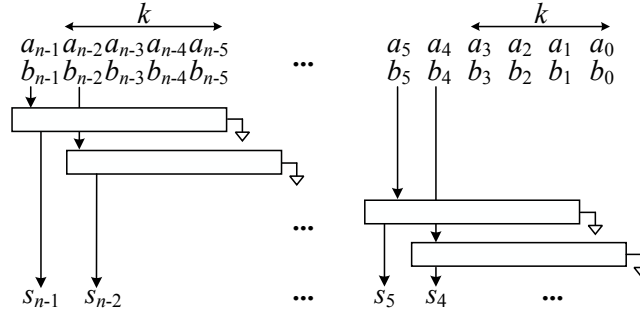 k k
a_{n-1} a_{n-2} a_{n-3} a_{n-4} a_{n-5} a_5 a_4 a_3 a_2 a_1 a_0
b_{n-1} b_{n-2} b_{n-3} b_{n-4} b_{n-5} ... b_5 b_4 b_3 b_2 b_1 b_0
...
s_{n-1} s_{n-2} ... s_5 s_4 ...